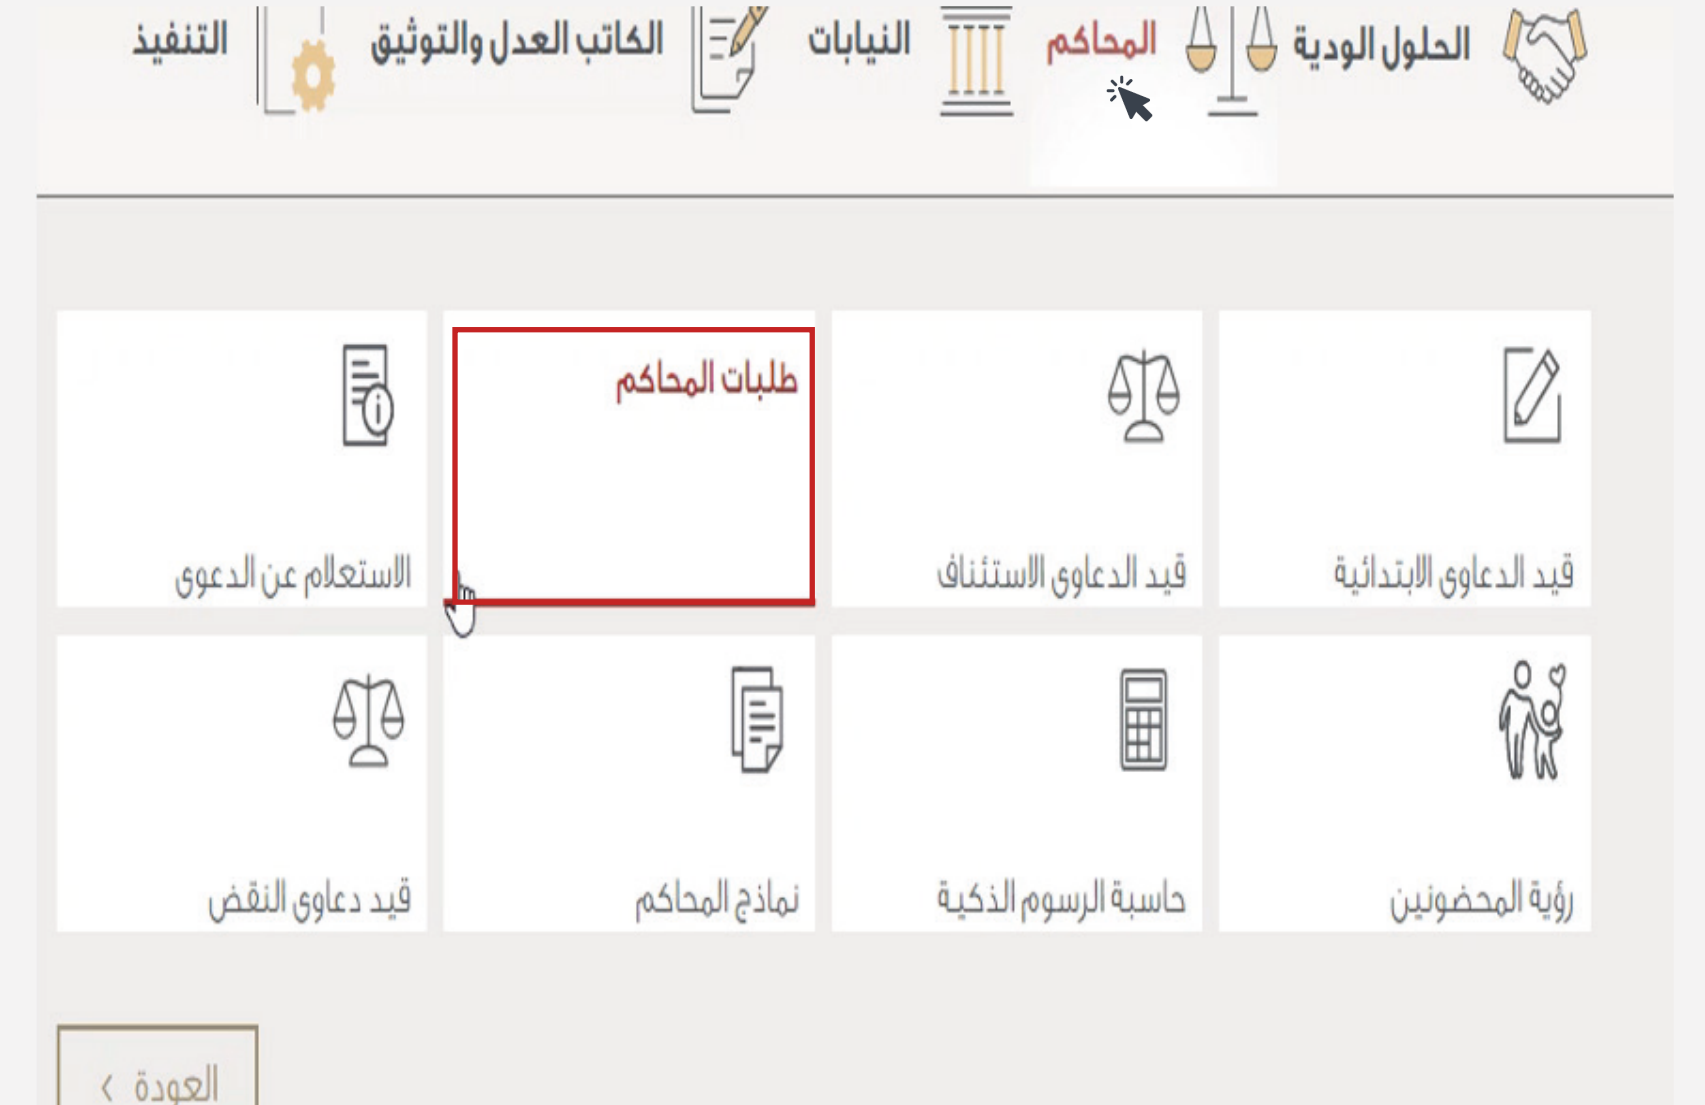 الحلول الودية
المحاكم
النيابات
الكاتب العدل والتوثيق
التنفيذ
قيد الدعاوى الابتدائية
قيد الدعاوى الاستئناف
طلبات المحاكم
الاستعلام عن الدعوى
رؤية المحضونين
حاسبة الرسوم الذكية
نماذج المحاكم
قيد دعاوى النقض
العودة